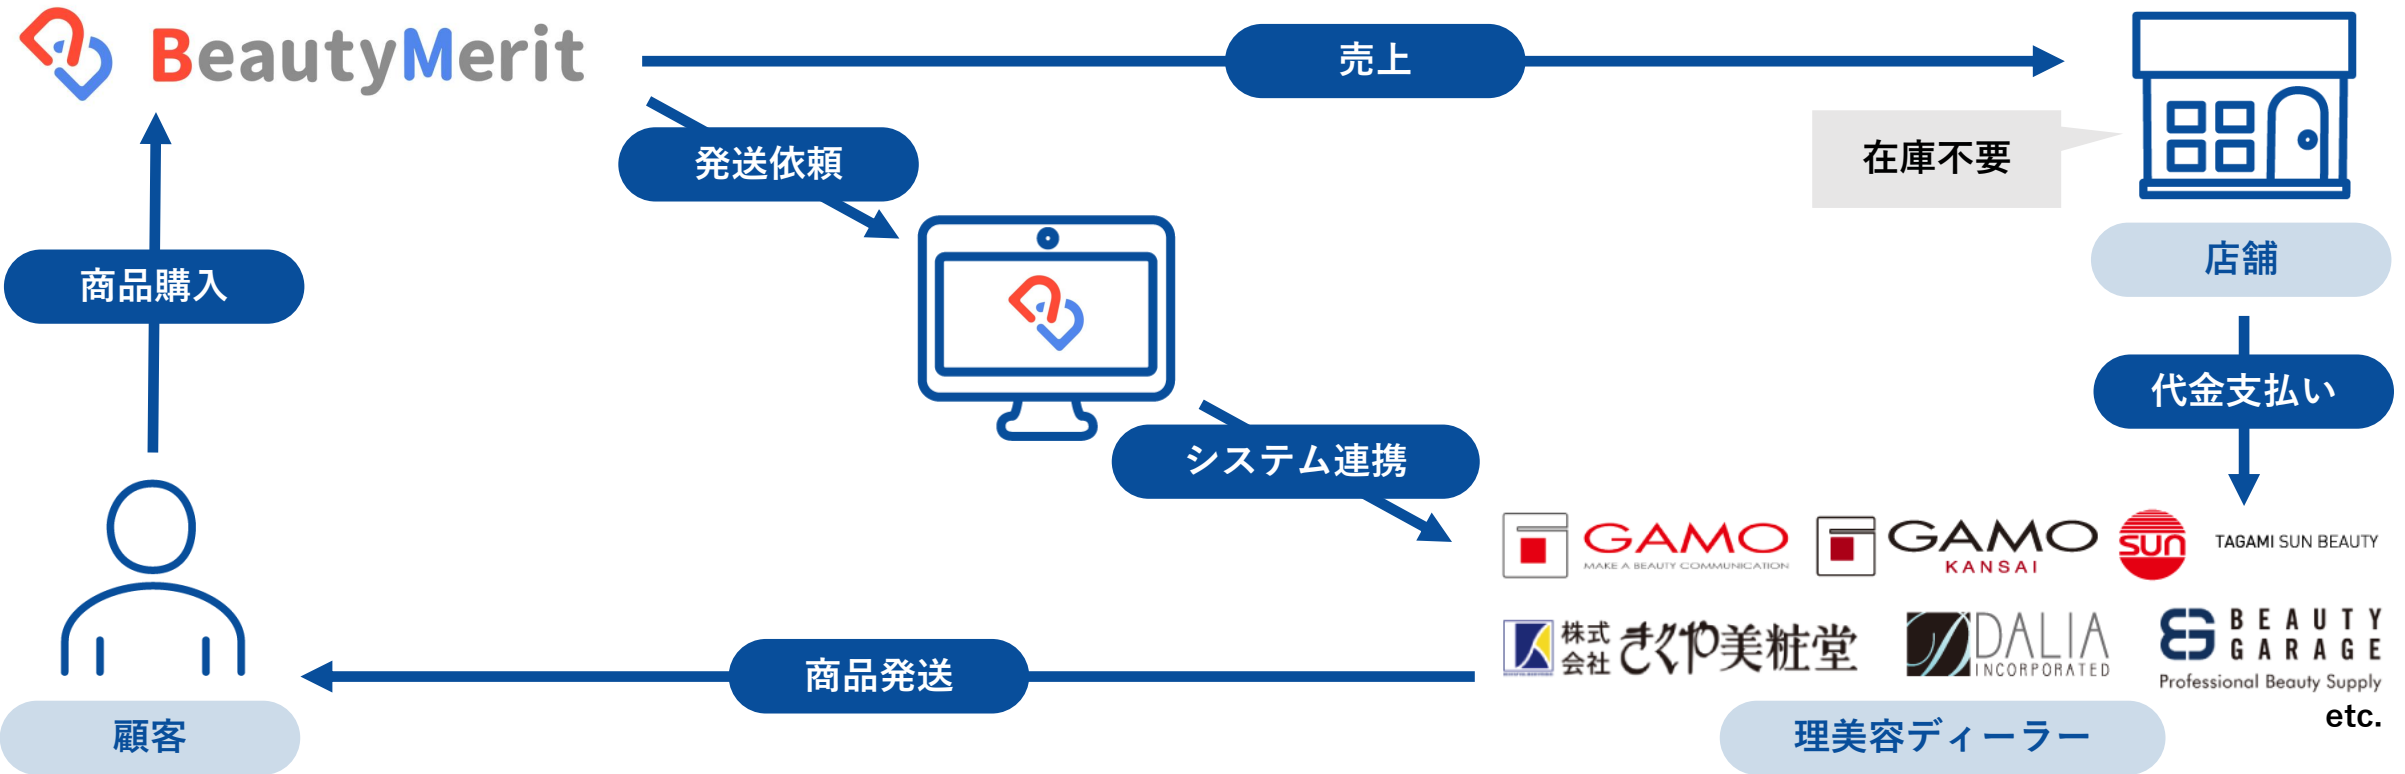 BeautyMerit
売上
発送依頼
在庫不要
店舗
商品購入
代金支払い
システム連携
GAMO
MAKE A BEAUTY COMMUNICATION
GAMO
KANSAI
sun
TAGAMI SUN BEAUTY
株式会社
きくや美粧堂
DALIA
INCORPORATED
BEAUTY
GARAGE
Professional Beauty Supply
etc.
商品発送
顧客
理美容ディーラー